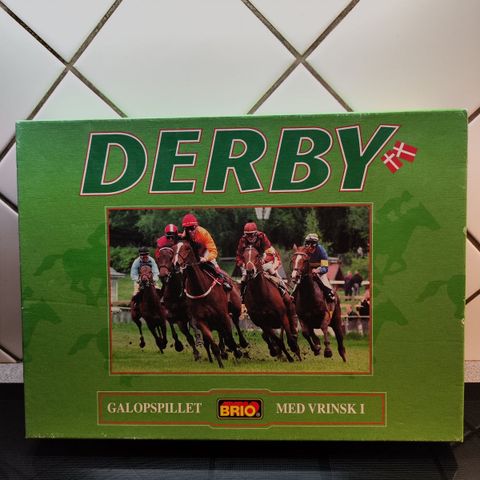 DERBY
GALOPSPILLET BRIO MED VRINSK I